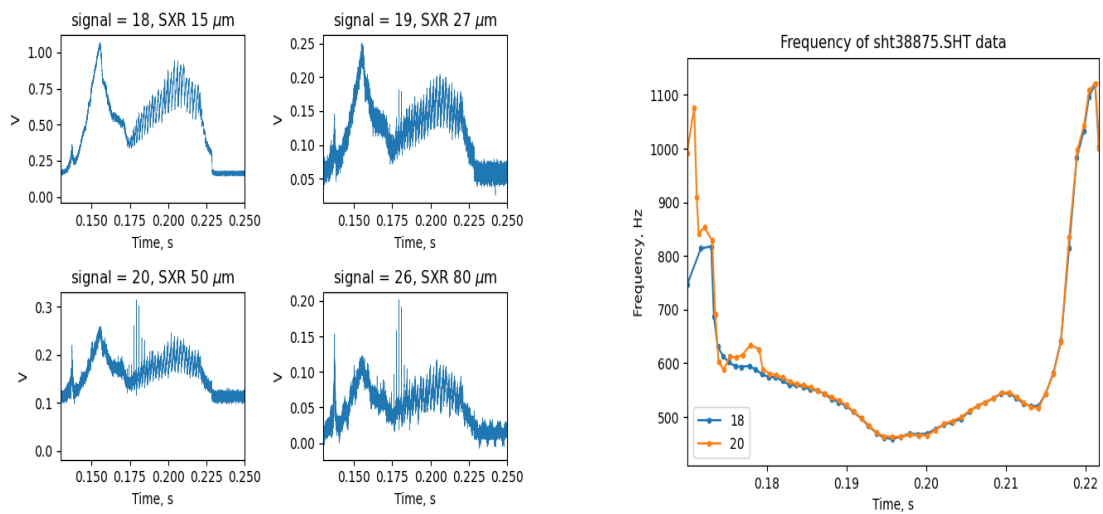 signal = 18, SXR 15 μm
V
1.00
0.75
0.50
0.25
0.00
0.150 0.175 0.200 0.225 0.250
Time, s
signal = 19, SXR 27 μm
V
0.25
0.20
0.15
0.10
0.05
0.150 0.175 0.200 0.225 0.250
Time, s
signal = 20, SXR 50 μm
V
0.3
0.2
0.1
0.0
0.150 0.175 0.200 0.225 0.250
Time, s
signal = 26, SXR 80 μm
V
0.20
0.15
0.10
0.05
0.00
0.150 0.175 0.200 0.225 0.250
Time, s
Frequency of sht38875.SHT data
Frequency, Hz
1100
1000
900
800
700
600
500
18
20
0.18 0.19 0.20 0.21 0.22
Time, s